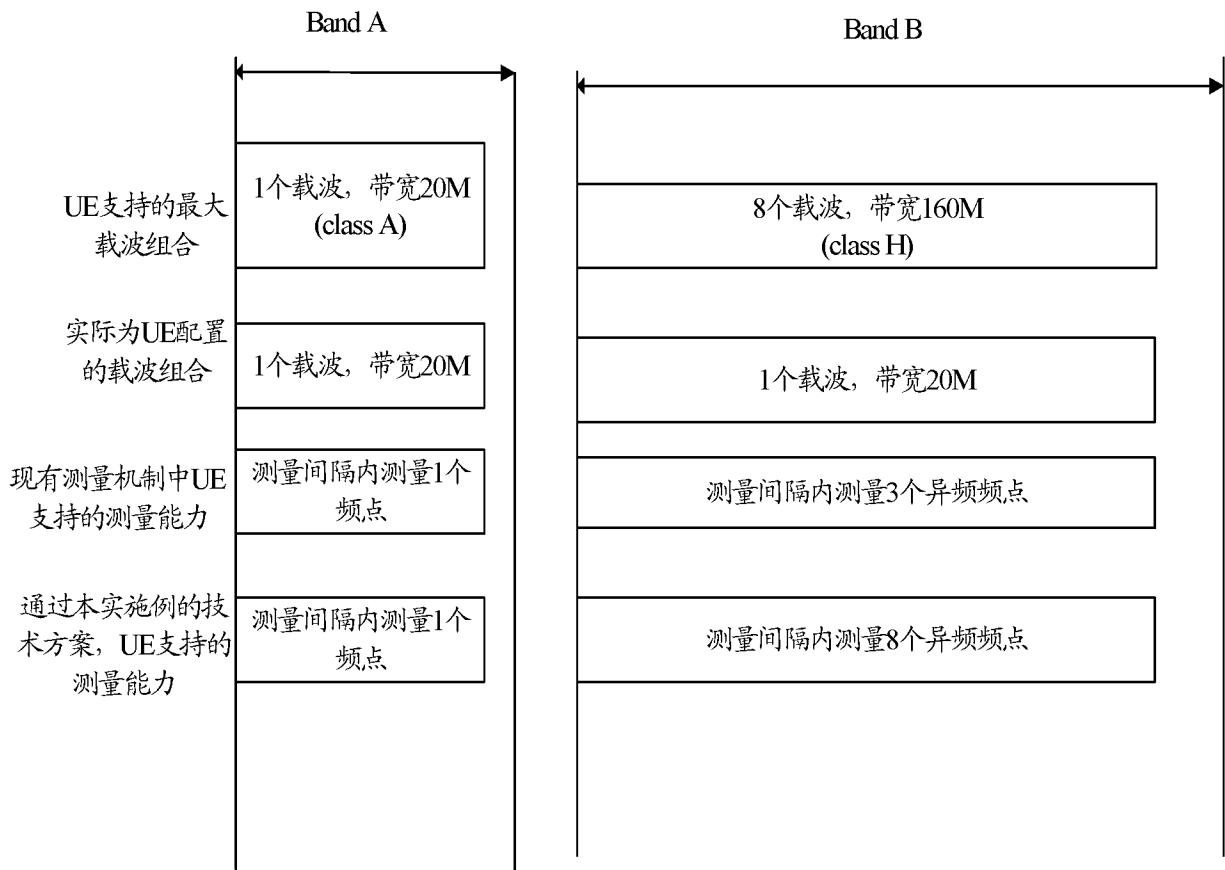 Band A
Band B
UE支持的最大
载波组合
1个载波，带宽20M
(class A)
8个载波，带宽160M
(class H)
实际为UE配置
的载波组合
1个载波，带宽20M
1个载波，带宽20M
现有测量机制中UE
支持的测量能力
测量间隔内测量1个
频点
测量间隔内测量3个异频频点
通过本实施例的技
术方案，UE支持的
测量能力
测量间隔内测量1个
频点
测量间隔内测量8个异频频点